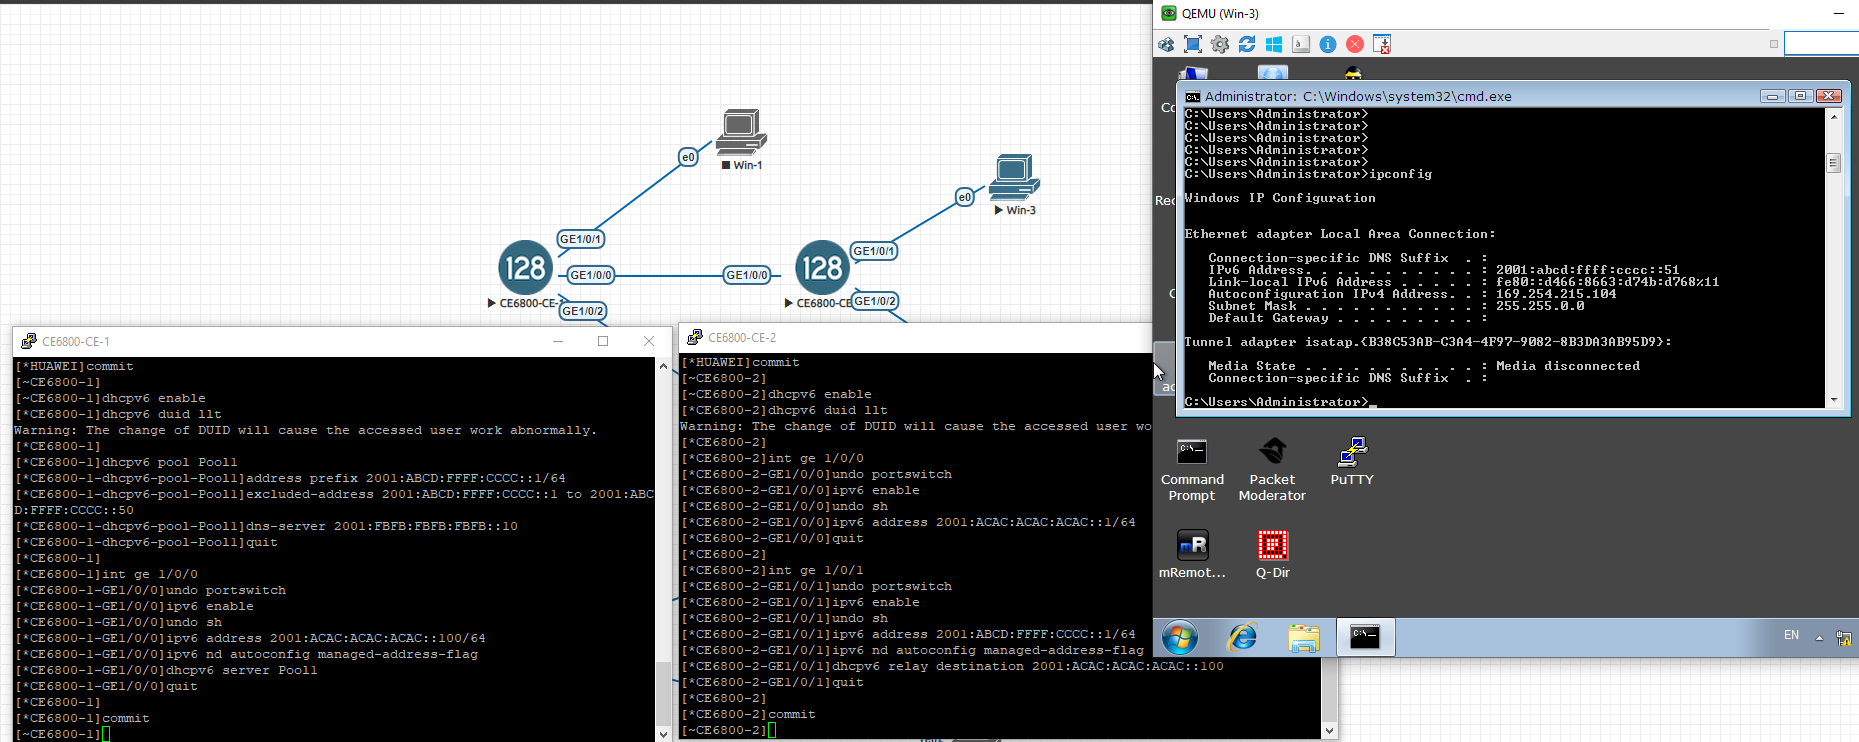 QEMU (Win-3)
Administrator: C:\Windows\system32\cmd.exe
C:\Users\Administrator>
C:\Users\Administrator>
C:\Users\Administrator>
C:\Users\Administrator>
C:\Users\Administrator>
C:\Users\Administrator>ipconfig
Windows IP Configuration
Ethernet adapter Local Area Connection:
Connection-specific DNS Suffix  . :
IPv6 Address. . . . . . . . . . . : 2001:abcd:ffff:cccc::51
Link-local IPv6 Address . . . . . : fe80::d466:8663:d74b:d768%11
Autoconfiguration IPv4 Address. . : 169.254.215.104
Subnet Mask . . . . . . . . . . . : 255.255.0.0
Default Gateway . . . . . . . . . :
Tunnel adapter isatap.{B38C53AB-C3A4-4F97-9082-8B3DA3AB95D9}:
Media State . . . . . . . . . . . : Media disconnected
Connection-specific DNS Suffix  . :
C:\Users\Administrator>
Command Prompt
Packet Moderator
PuTTY
mRemot...
Q-Dir
EN
e0
Win-1
e0
Win-3
GE1/0/1
GE1/0/1
128
GE1/0/0
GE1/0/0
128
CE6800-CE-
GE1/0/2
CE6800-CE
GE1/0/2
CE6800-CE-1
[*HUAWEI]commit
[~CE6800-1]
[~CE6800-1]dhcpv6 enable
[*CE6800-1]dhcpv6 duid llt
Warning: The change of DUID will cause the accessed user work abnormally.
[*CE6800-1]
[*CE6800-1]dhcpv6 pool Pool1
[*CE6800-1-dhcpv6-pool-Pool1]address prefix 2001:ABCD:FFFF:CCCC::1/64
[*CE6800-1-dhcpv6-pool-Pool1]excluded-address 2001:ABCD:FFFF:CCCC::1 to 2001:ABC
D:FFFF:CCCC::50
[*CE6800-1-dhcpv6-pool-Pool1]dns-server 2001:FBFB:FBFB:FBFB::10
[*CE6800-1-dhcpv6-pool-Pool1]quit
[*CE6800-1]
[*CE6800-1]int ge 1/0/0
[*CE6800-1-GE1/0/0]undo portswitch
[*CE6800-1-GE1/0/0]ipv6 enable
[*CE6800-1-GE1/0/0]undo sh
[*CE6800-1-GE1/0/0]ipv6 address 2001:ACAC:ACAC:ACAC::100/64
[*CE6800-1-GE1/0/0]ipv6 nd autoconfig managed-address-flag
[*CE6800-1-GE1/0/0]dhcpv6 server Pool1
[*CE6800-1-GE1/0/0]quit
[*CE6800-1]
[*CE6800-1]commit
[~CE6800-1]
CE6800-CE-2
[*HUAWEI]commit
[~CE6800-2]
[~CE6800-2]dhcpv6 enable
[*CE6800-2]dhcpv6 duid llt
Warning: The change of DUID will cause the accessed user wo
[*CE6800-2]
[*CE6800-2]int ge 1/0/0
[*CE6800-2-GE1/0/0]undo portswitch
[*CE6800-2-GE1/0/0]ipv6 enable
[*CE6800-2-GE1/0/0]undo sh
[*CE6800-2-GE1/0/0]ipv6 address 2001:ACAC:ACAC:ACAC::1/64
[*CE6800-2-GE1/0/0]quit
[*CE6800-2]
[*CE6800-2]int ge 1/0/1
[*CE6800-2-GE1/0/1]undo portswitch
[*CE6800-2-GE1/0/1]ipv6 enable
[*CE6800-2-GE1/0/1]undo sh
[*CE6800-2-GE1/0/1]ipv6 address 2001:ABCD:FFFF:CCCC::1/64
[*CE6800-2-GE1/0/1]ipv6 nd autoconfig managed-address-flag
[*CE6800-2-GE1/0/1]dhcpv6 relay destination 2001:ACAC:ACAC:ACAC::100
[*CE6800-2-GE1/0/1]quit
[*CE6800-2]
[*CE6800-2]commit
[~CE6800-2]